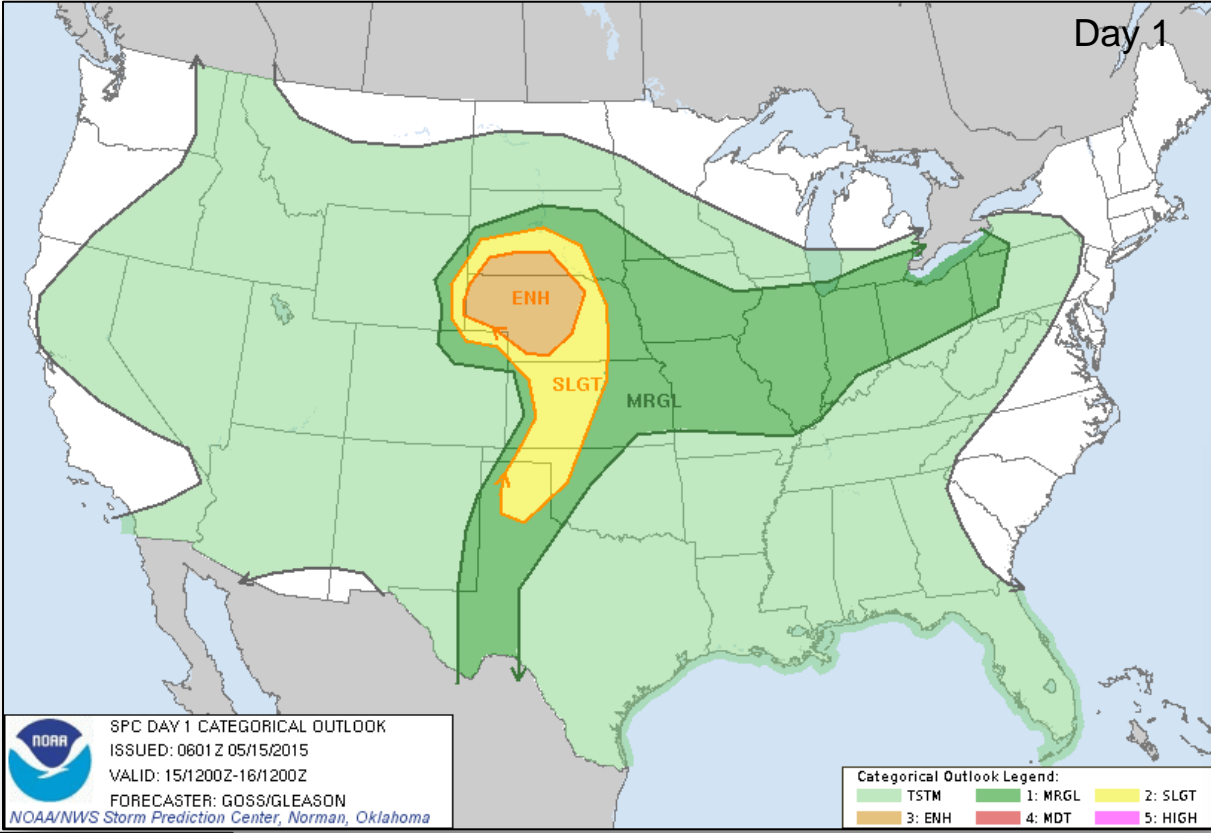 Day 1
ENH
SLGT
MRGL
NOAA
SPC DAY 1 CATEGORICAL OUTLOOK
ISSUED: 0601Z 05/15/2015
VALID: 15/1200Z-16/1200Z
FORECASTER: GOSS/GLEASON
NOAA/NWS Storm Prediction Center, Norman, Oklahoma
Categorical Outlook Legend:
TSTM 1: MRGL 2: SLGT
3: ENH 4: MDT 5: HIGH